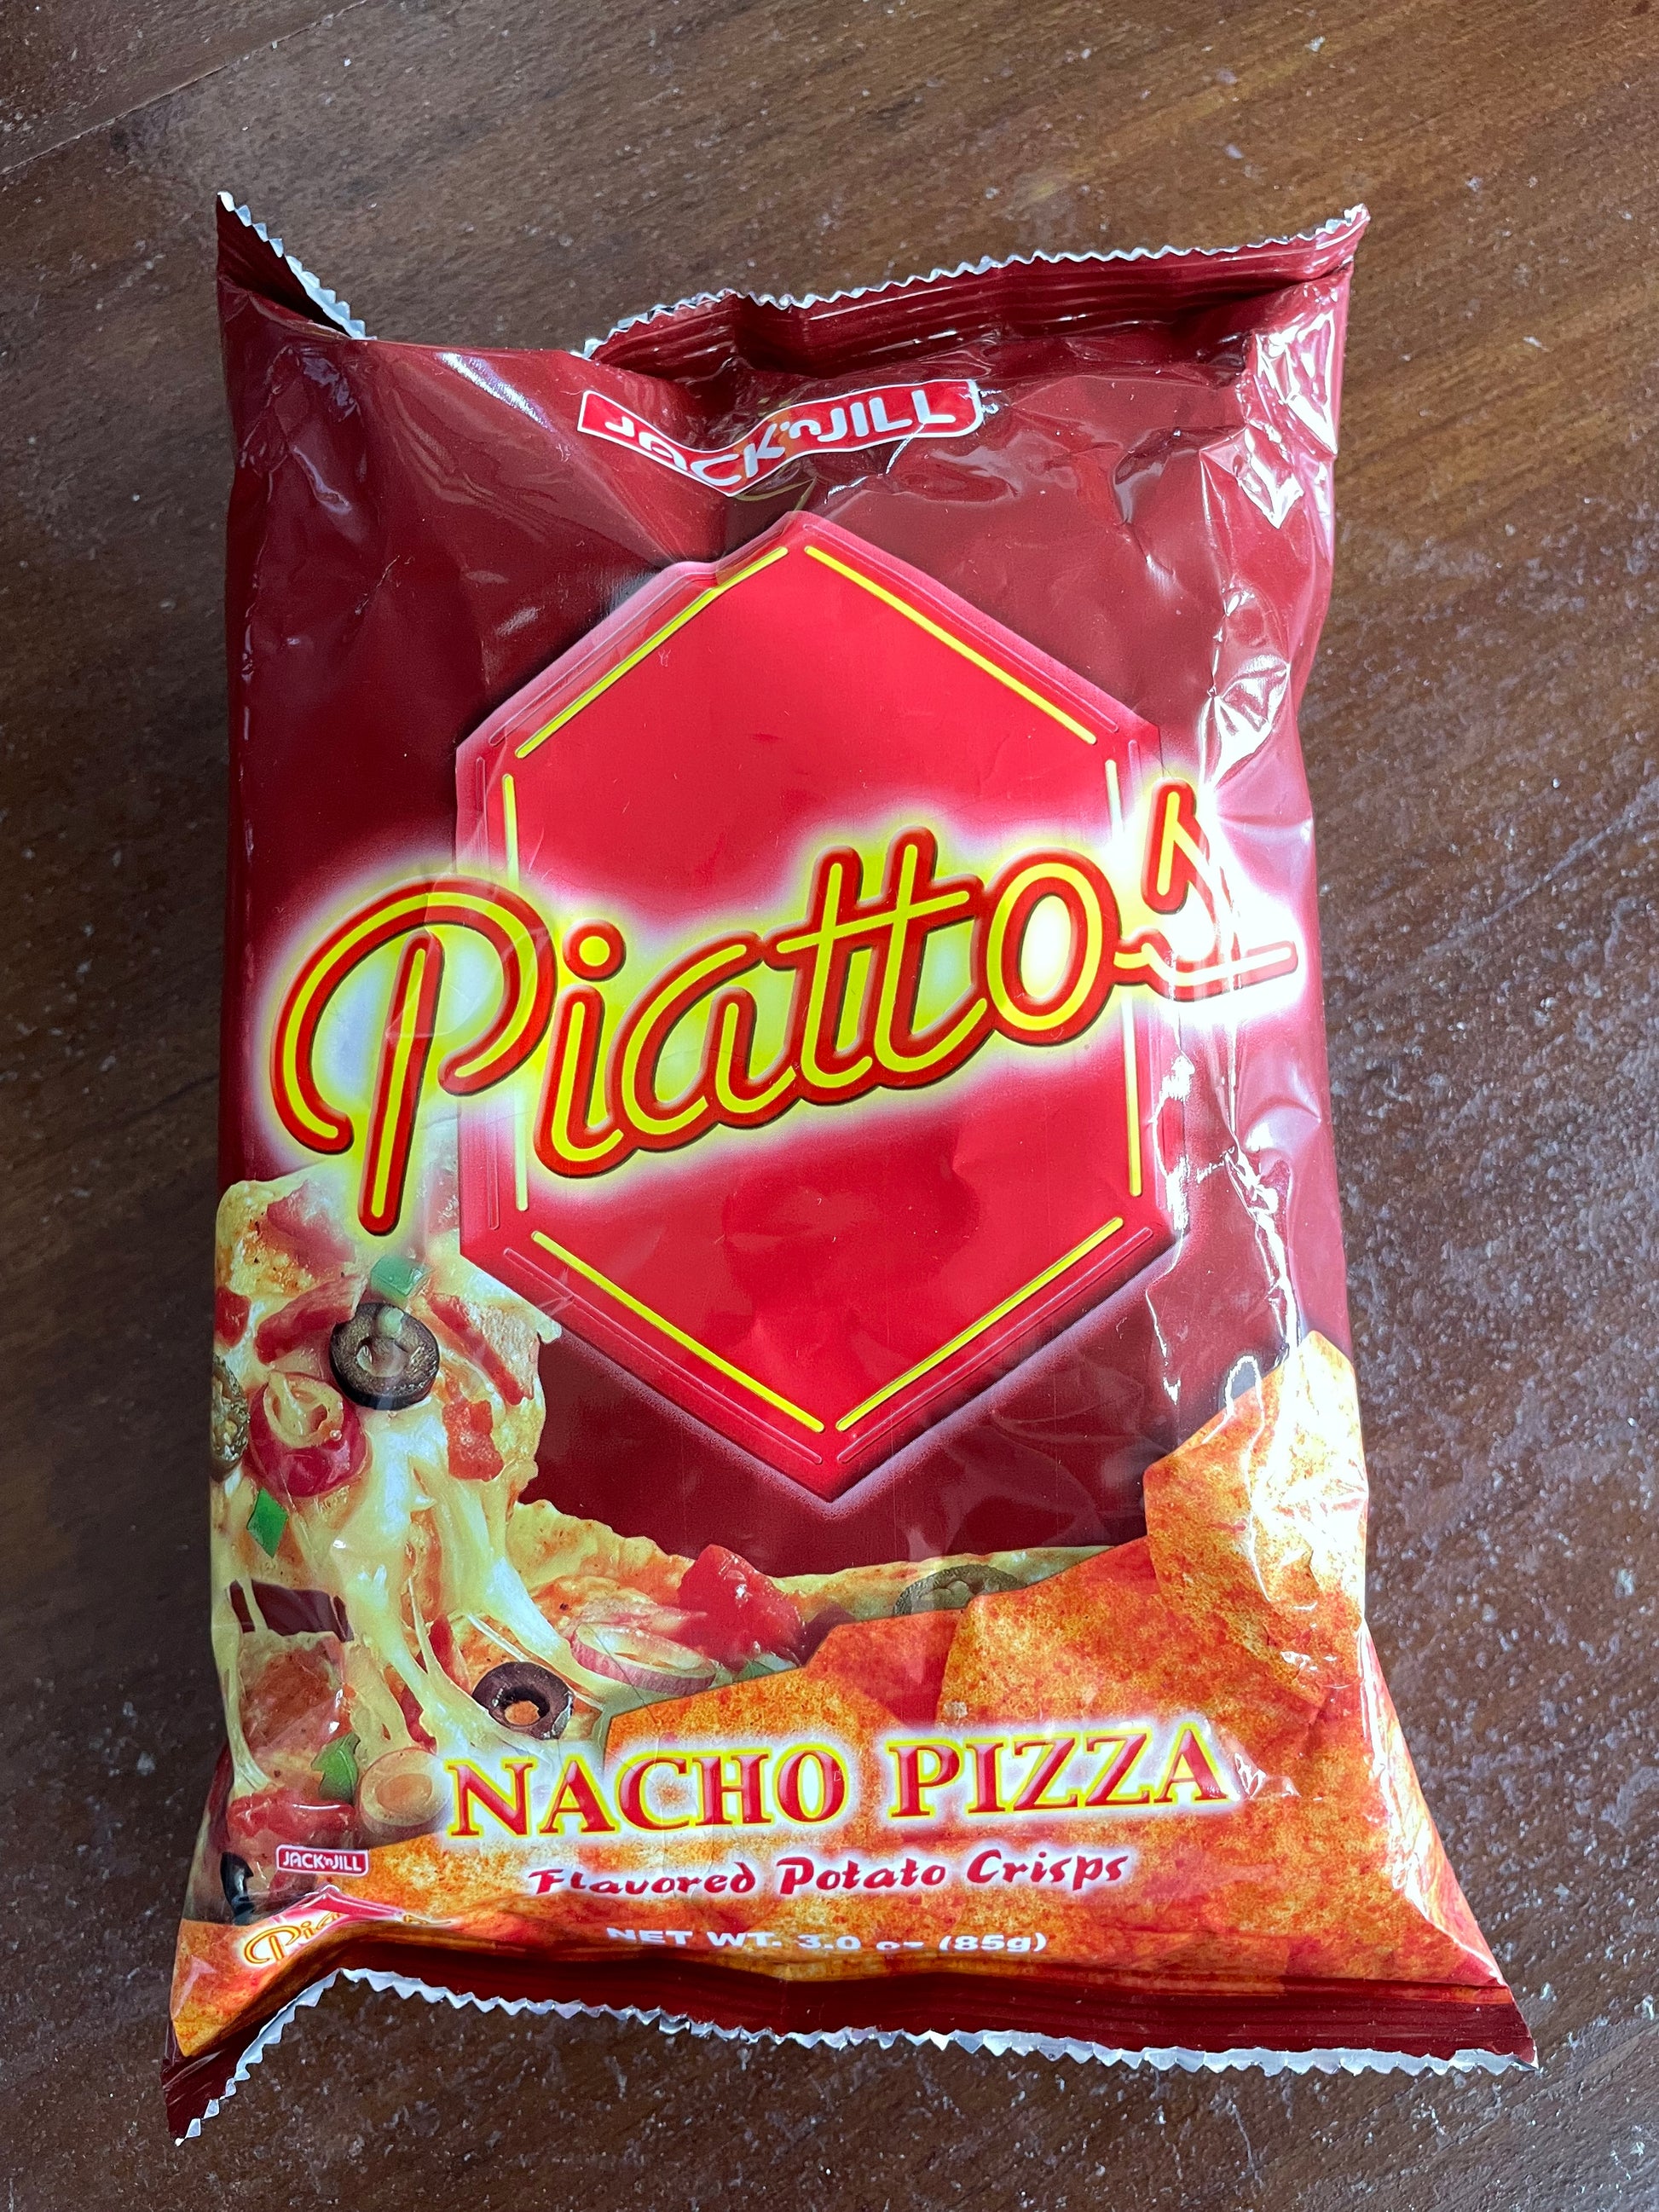 JACK 'n JILL
Piattos
NACHO PIZZA
Flavored Potato Crisps
JACK 'n JILL
NET WT. 3.0 oz (85g)